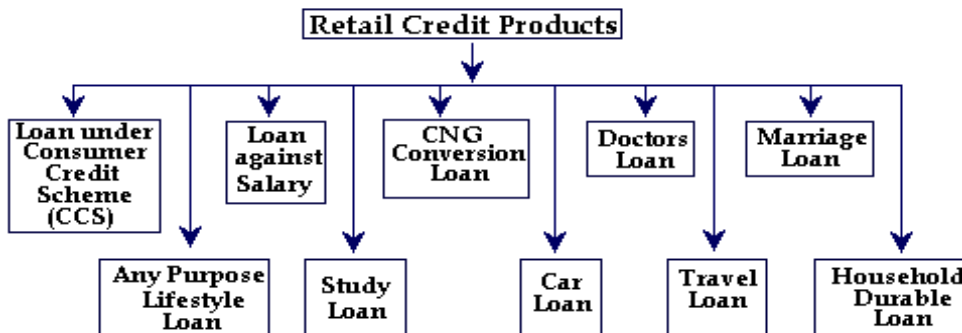 Retail Credit Products
Loan under
Consumer
Credit
Scheme
(CCS)
Loan
against
Salary
CNG
Conversion
Loan
Doctors
Loan
Marriage
Loan
Any Purpose
Lifestyle
Loan
Study
Loan
Car
Loan
Travel
Loan
Household
Durable
Loan